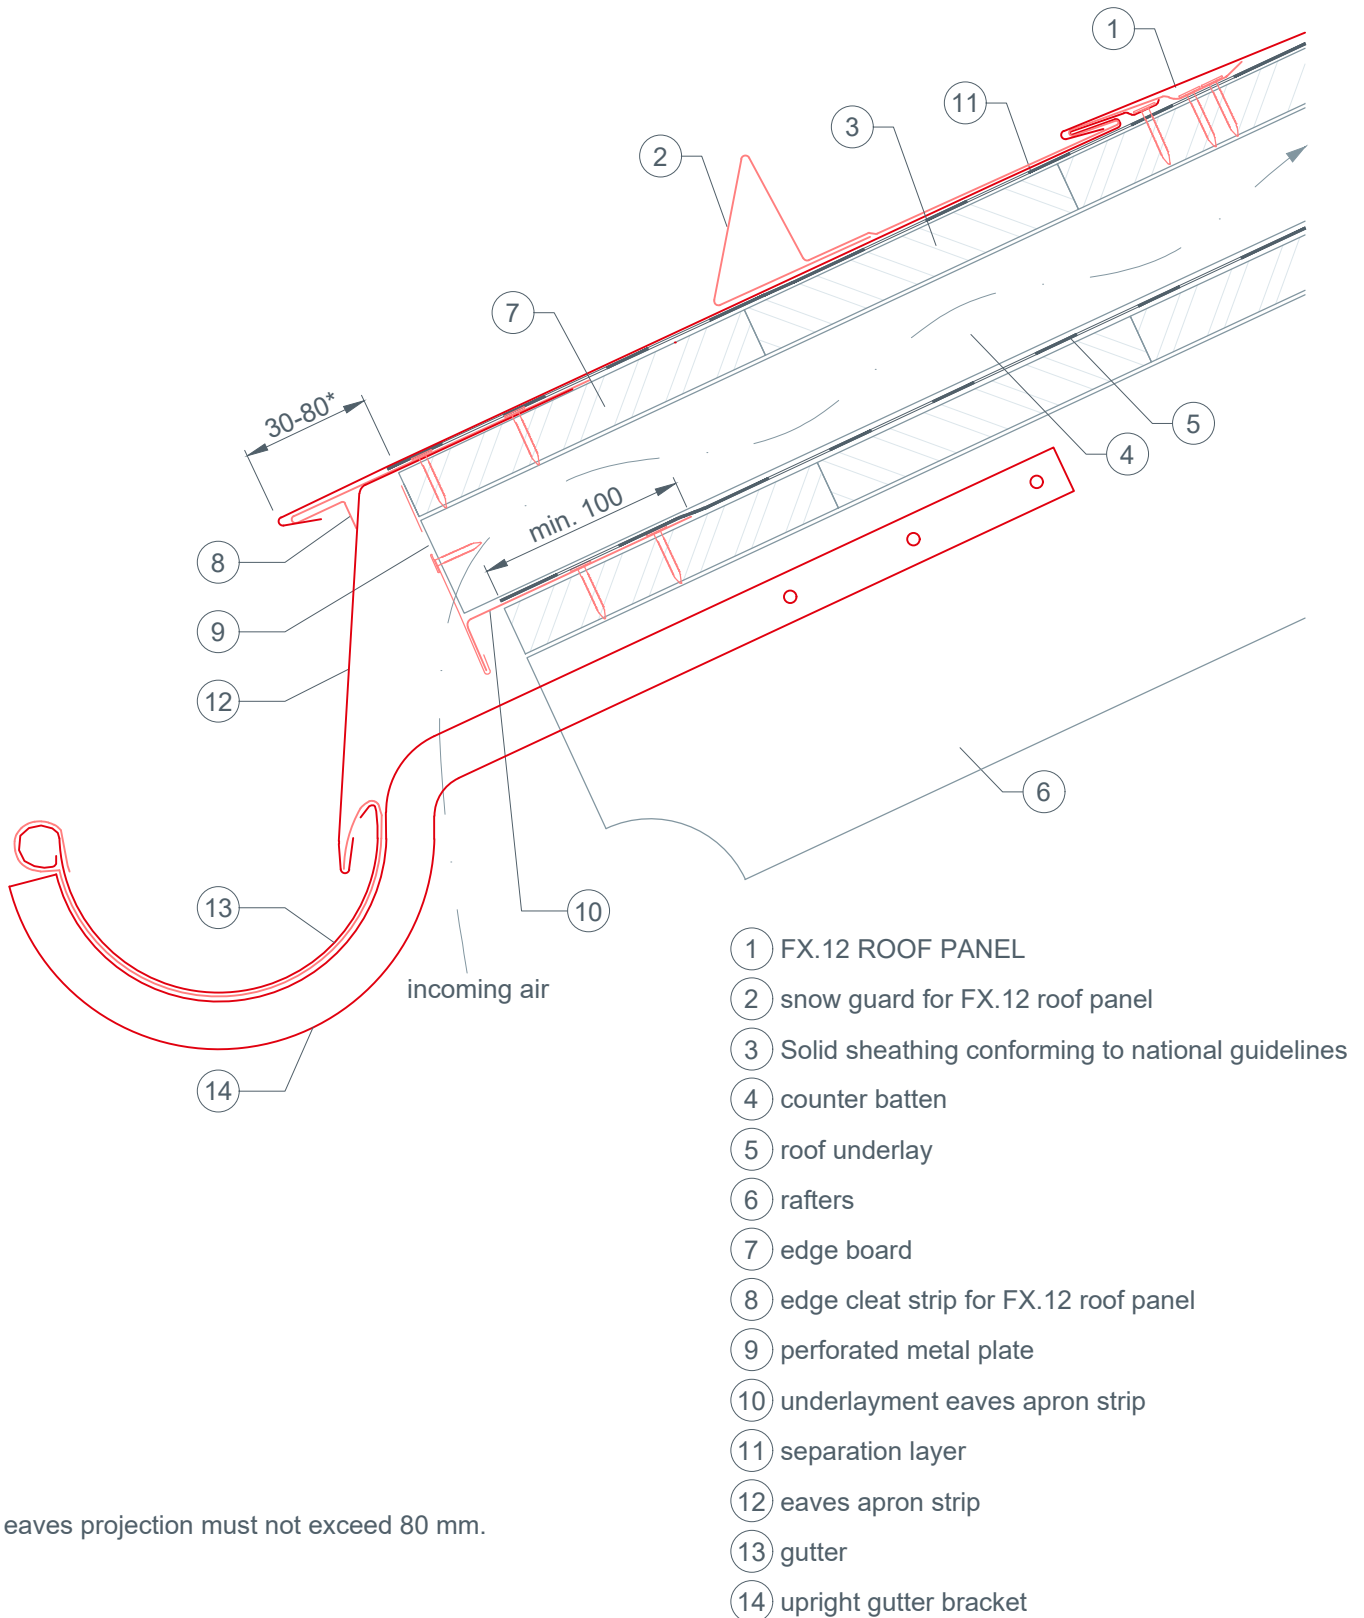 1
11
3
2
7
30-80*
5
4
min. 100
8
9
12
6
13
10
incoming air
14
1 FX.12 ROOF PANEL
2 snow guard for FX.12 roof panel
3 Solid sheathing conforming to national guidelines
4 counter batten
5 roof underlay
6 rafters
7 edge board
8 edge cleat strip for FX.12 roof panel
9 perforated metal plate
10 underlayment eaves apron strip
11 separation layer
12 eaves apron strip
eaves projection must not exceed 80 mm.
13 gutter
14 upright gutter bracket